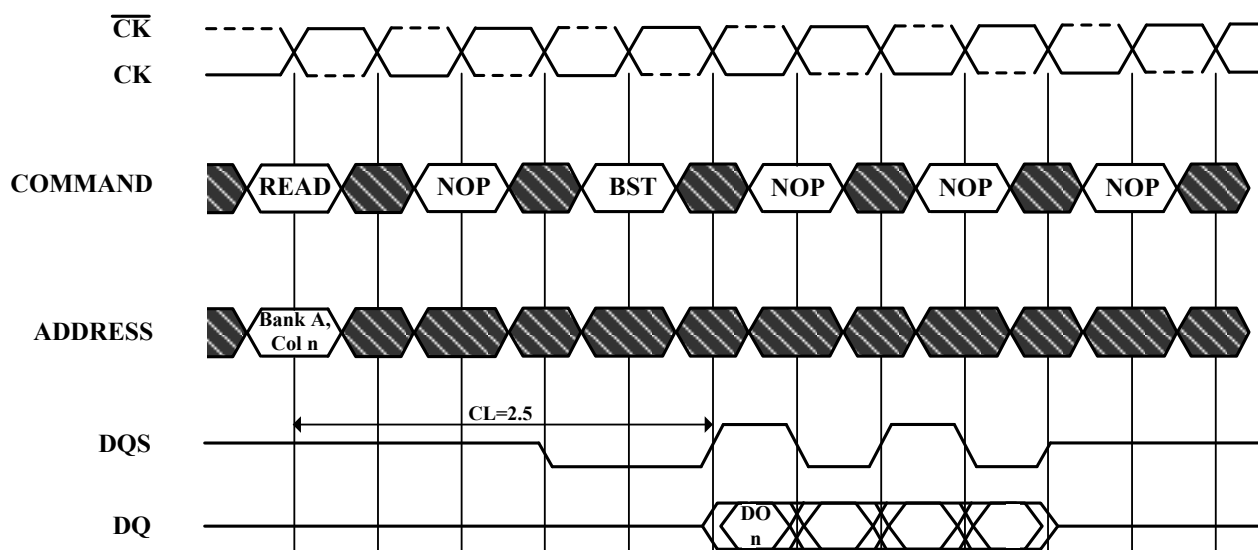 CK
CK
COMMAND
READ
NOP
BST
NOP
NOP
NOP
ADDRESS
Bank A,
Col n
CL=2.5
DQS
DQ
DO
n